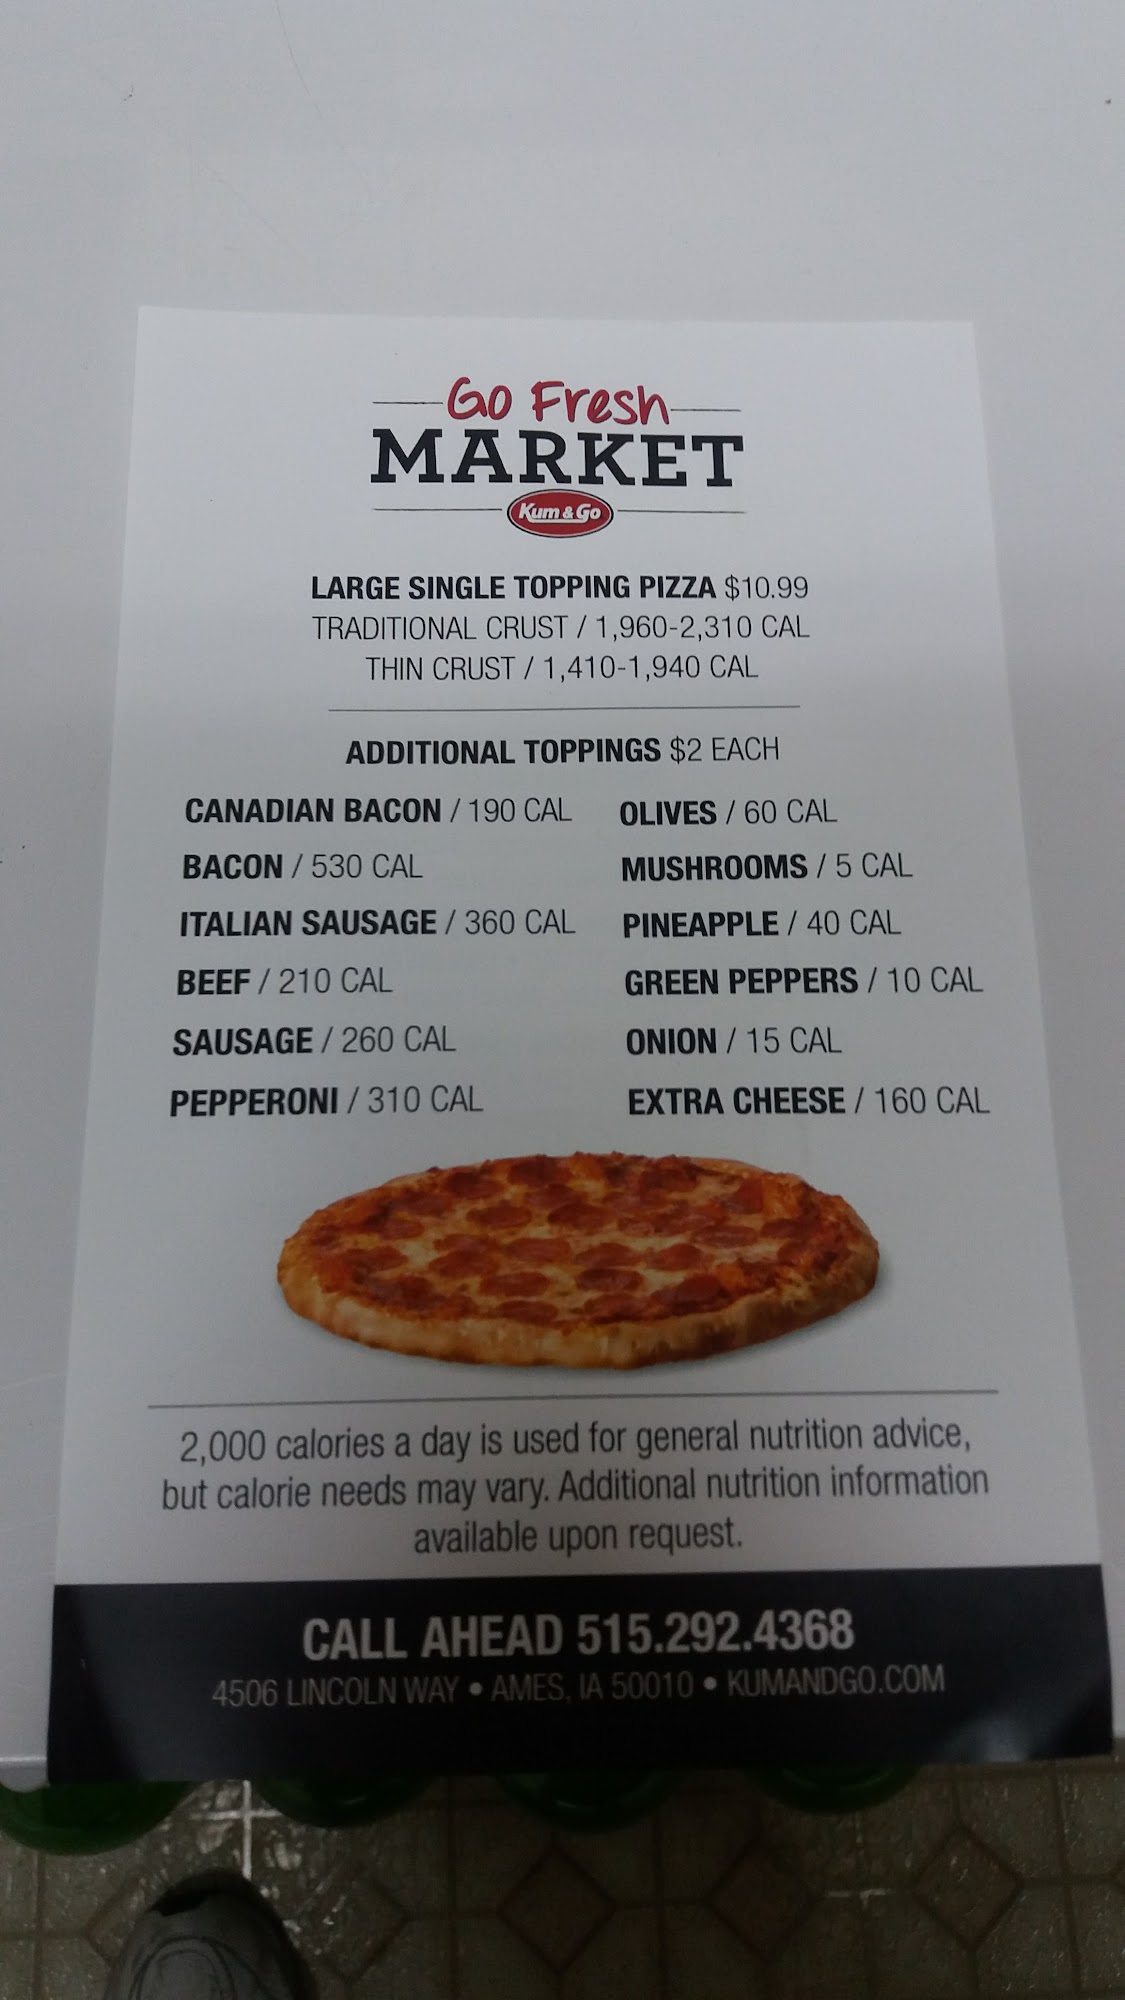 Go Fresh
MARKET
Kum & Go
LARGE SINGLE TOPPING PIZZA $10.99
TRADITIONAL CRUST / 1,960-2,310 CAL
THIN CRUST / 1,410-1,940 CAL
ADDITIONAL TOPPINGS $2 EACH
CANADIAN BACON / 190 CAL
BACON / 530 CAL
ITALIAN SAUSAGE / 360 CAL
BEEF / 210 CAL
SAUSAGE / 260 CAL
PEPPERONI / 310 CAL
OLIVES / 60 CAL
MUSHROOMS / 5 CAL
PINEAPPLE / 40 CAL
GREEN PEPPERS / 10 CAL
ONION / 15 CAL
EXTRA CHEESE / 160 CAL
2,000 calories a day is used for general nutrition advice,
but calorie needs may vary. Additional nutrition information
available upon request.
CALL AHEAD 515.292.4368
4506 LINCOLN WAY • AMES, IA 50010 • KUMANDGO.COM